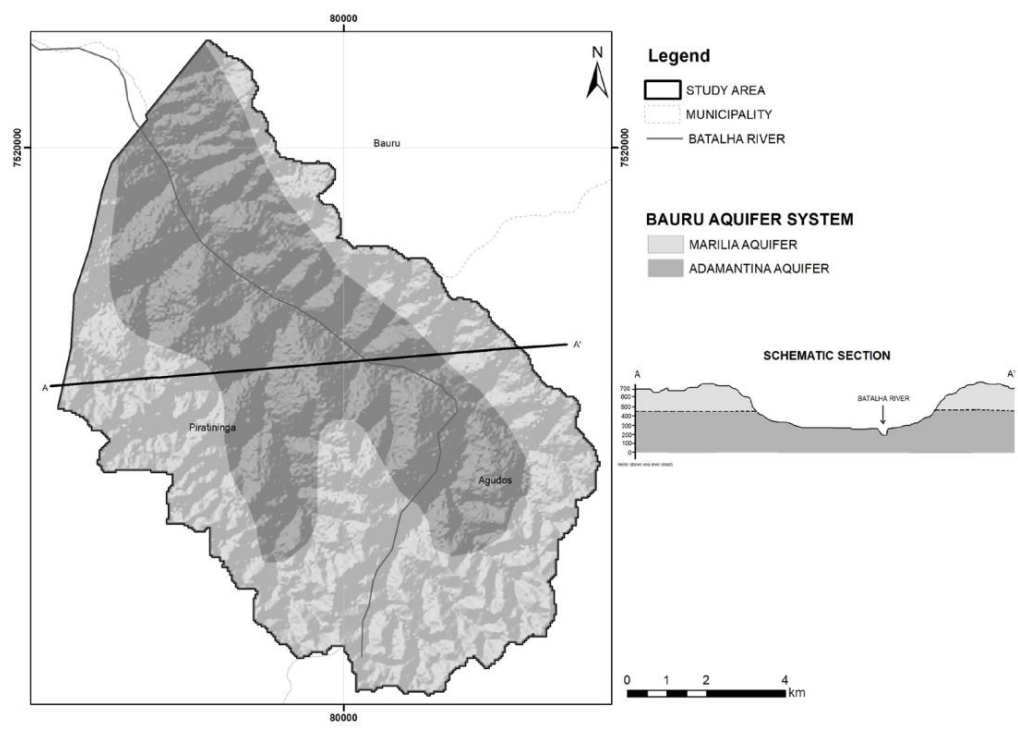 80000
N
7520000
7520000
Bauru
A
A'
Piratininga
Agudos
80000
Legend
STUDY AREA
MUNICIPALITY
BATALHA RIVER
BAURU AQUIFER SYSTEM
MARILIA AQUIFER
ADAMANTINA AQUIFER
SCHEMATIC SECTION
A
A'
BATALHA RIVER
700
600
500
400
300
200
100
0
0 1 2 4
km